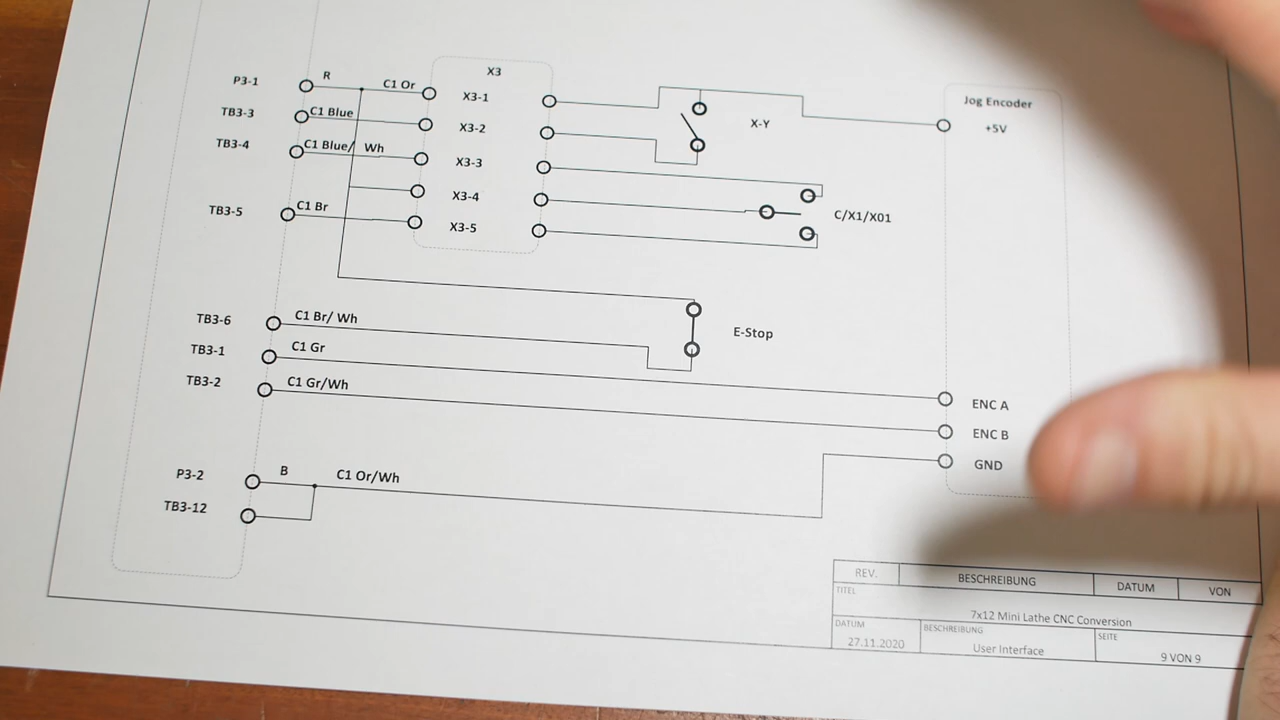 P3-1 R C1 Or X3
X3-1
TB3-3 C1 Blue X3-2
TB3-4 C1 Blue/ Wh X3-3
X3-4
TB3-5 C1 Br X3-5
X-Y
Jog Encoder
+5V
C/X1/X01
TB3-6 C1 Br/ Wh
E-Stop
TB3-1 C1 Gr
TB3-2 C1 Gr/Wh
ENC A
ENC B
GND
P3-2 B C1 Or/Wh
TB3-12
REV. BESCHREIBUNG DATUM VON
TITEL
7x12 Mini Lathe CNC Conversion
DATUM BESCHREIBUNG SEITE
27.11.2020 User Interface 9 VON 9